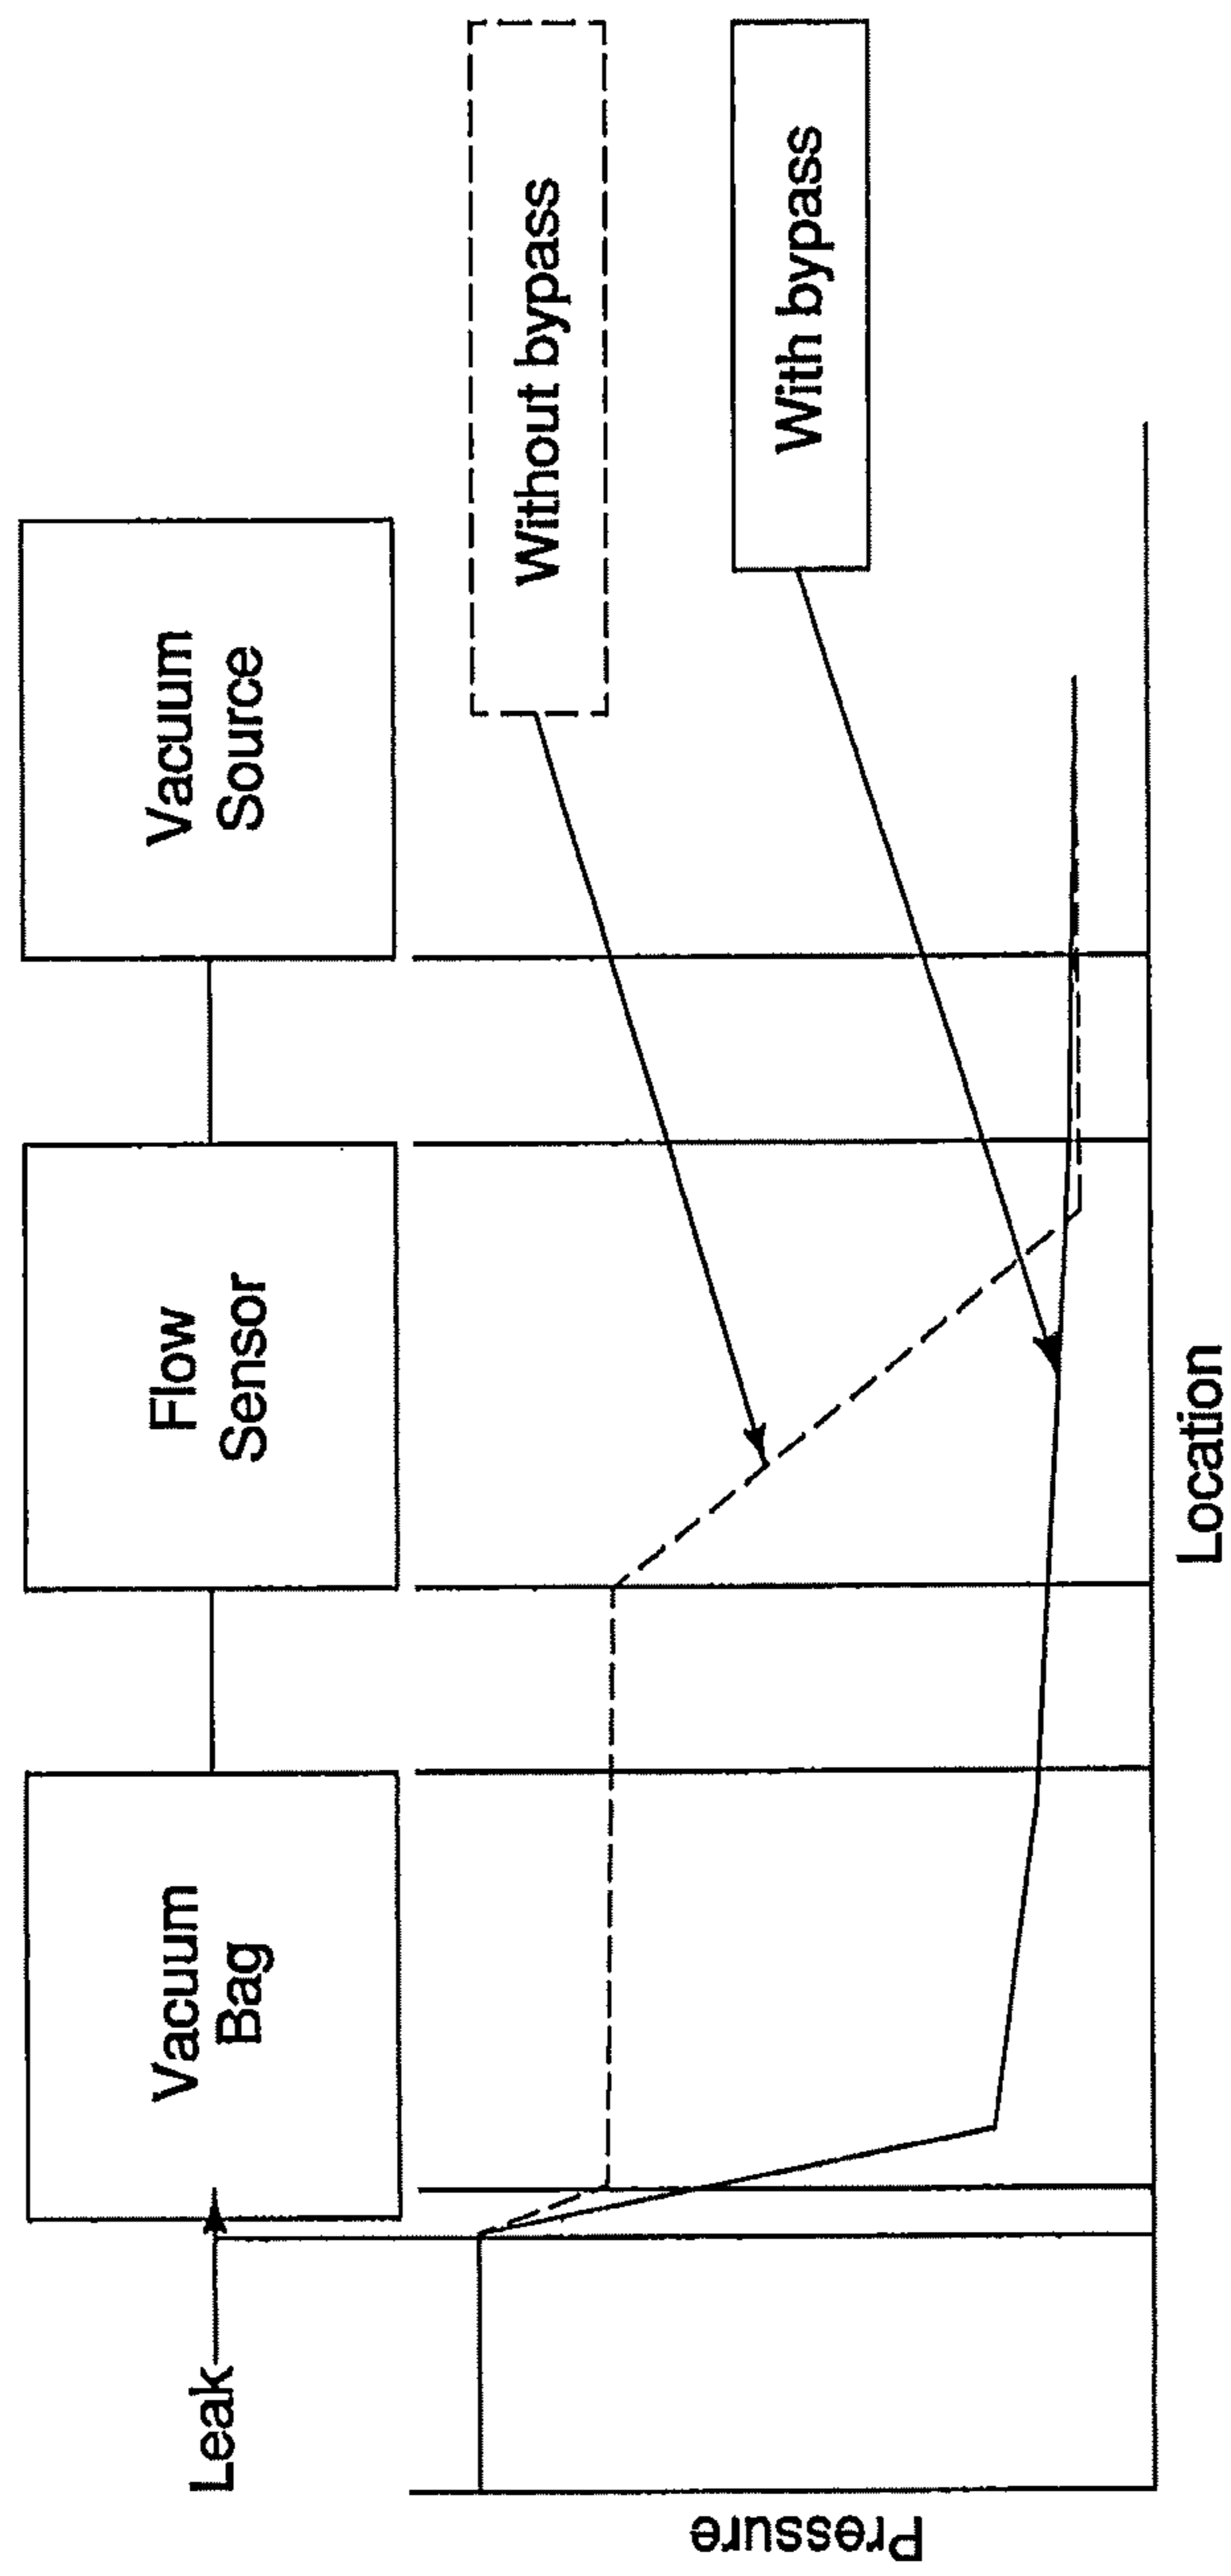 Leak
Vacuum
Bag
Flow
Sensor
Vacuum
Source
Without bypass
With bypass
Pressure
Location